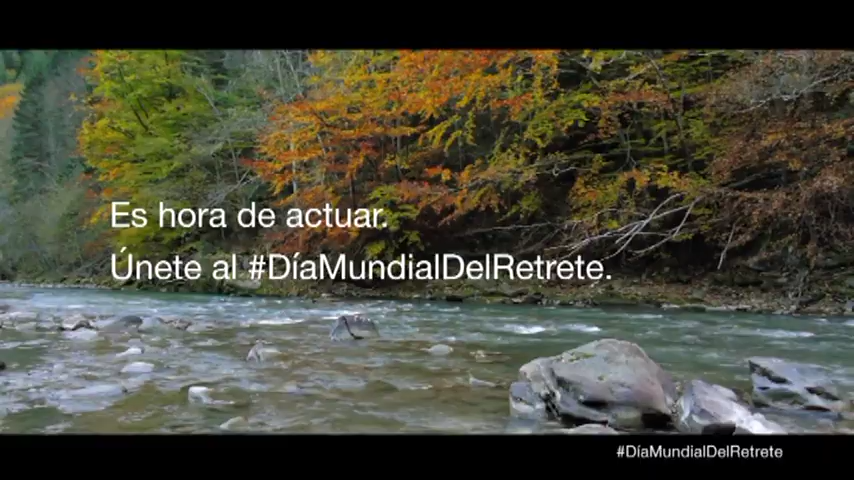 Es hora de actuar.
Únete al #DíaMundialDelRetrete.
#DíaMundialDelRetrete